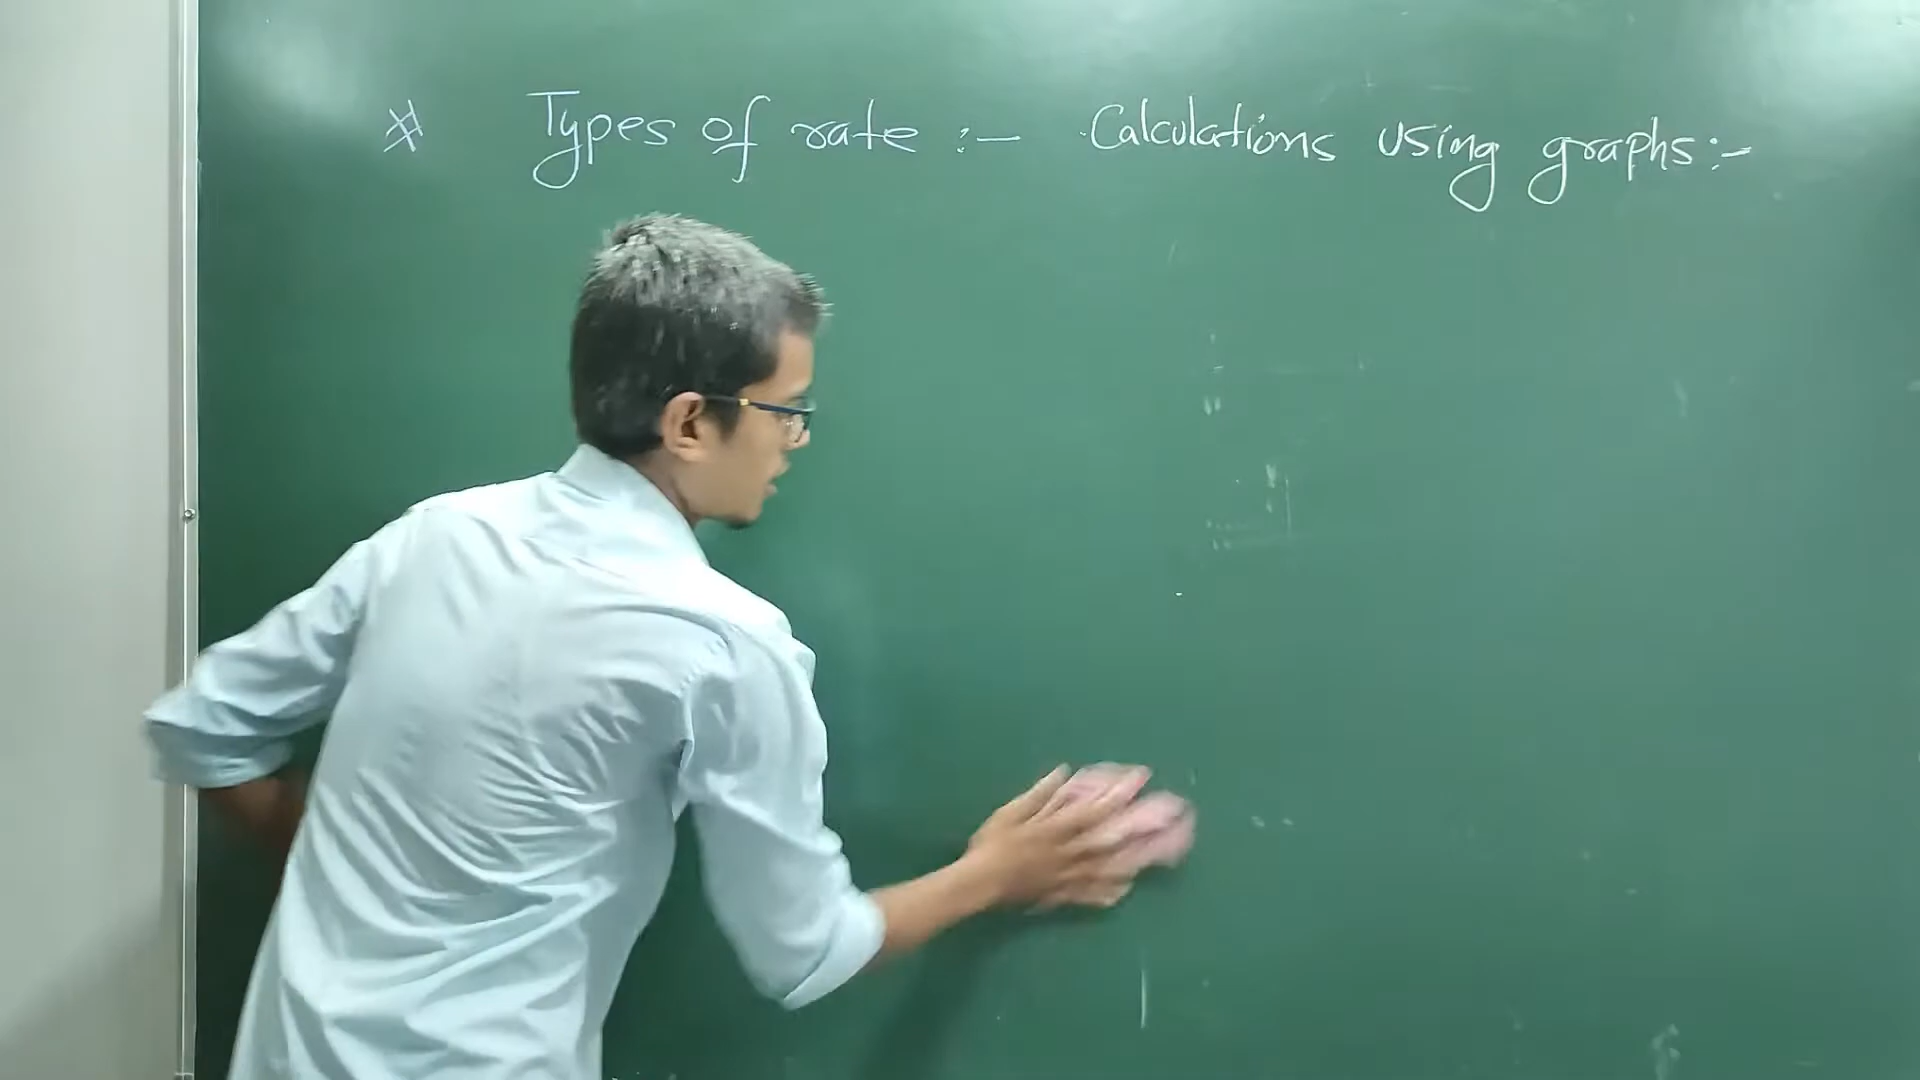 # Types of rate :- Calculations using graphs:-